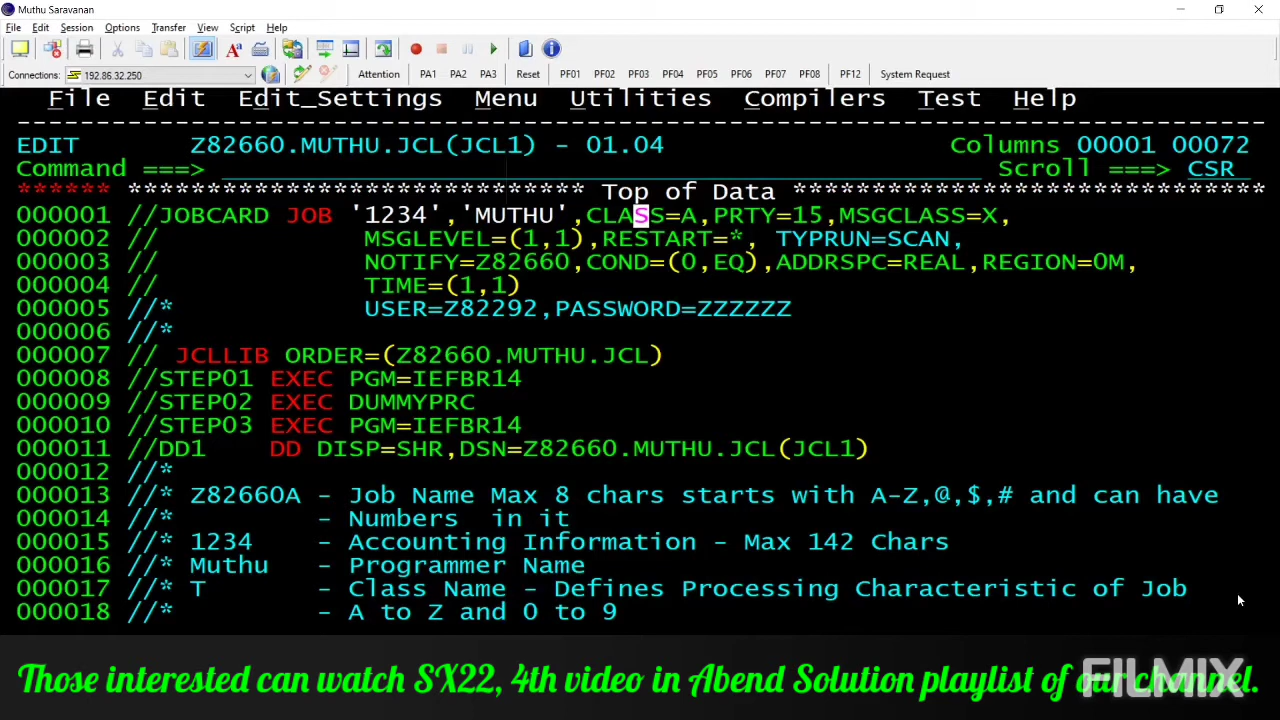 Muthu Saravanan
File Edit Session Options Transfer View Script Help
Connections: 192.86.32.250 Attention PA1 PA2 PA3 Reset PF01 PF02 PF03 PF04 PF05 PF06 PF07 PF08 PF12 System Request
File Edit Edit_Settings Menu Utilities Compilers Test Help
-------------------------------------------------------------------------------
EDIT Z82660.MUTHU.JCL(JCL1) - 01.04 Columns 00001 00072
Command ===> Scroll ===> CSR
****** ***************************** Top of Data *****************************
000001 //JOBCARD JOB '1234','MUTHU',CLASS=A,PRTY=15,MSGCLASS=X,
000002 // MSGLEVEL=(1,1),RESTART=*, TYPRUN=SCAN,
000003 // NOTIFY=Z82660,COND=(0,EQ),ADDRSPC=REAL,REGION=0M,
000004 // TIME=(1,1)
000005 //* USER=Z82292,PASSWORD=ZZZZZZ
000006 //*
000007 // JCLLIB ORDER=(Z82660.MUTHU.JCL)
000008 //STEP01 EXEC PGM=IEFBR14
000009 //STEP02 EXEC DUMMYPRC
000010 //STEP03 EXEC PGM=IEFBR14
000011 //DD1 DD DISP=SHR,DSN=Z82660.MUTHU.JCL(JCL1)
000012 //*
000013 //* Z82660A - Job Name Max 8 chars starts with A-Z,@,$,# and can have
000014 //* - Numbers in it
000015 //* 1234 - Accounting Information - Max 142 Chars
000016 //* Muthu - Programmer Name
000017 //* T - Class Name - Defines Processing Characteristic of Job
000018 //* - A to Z and 0 to 9
Those interested can watch SX22, 4th video in Abend Solution playlist of our channel.
FILMIX